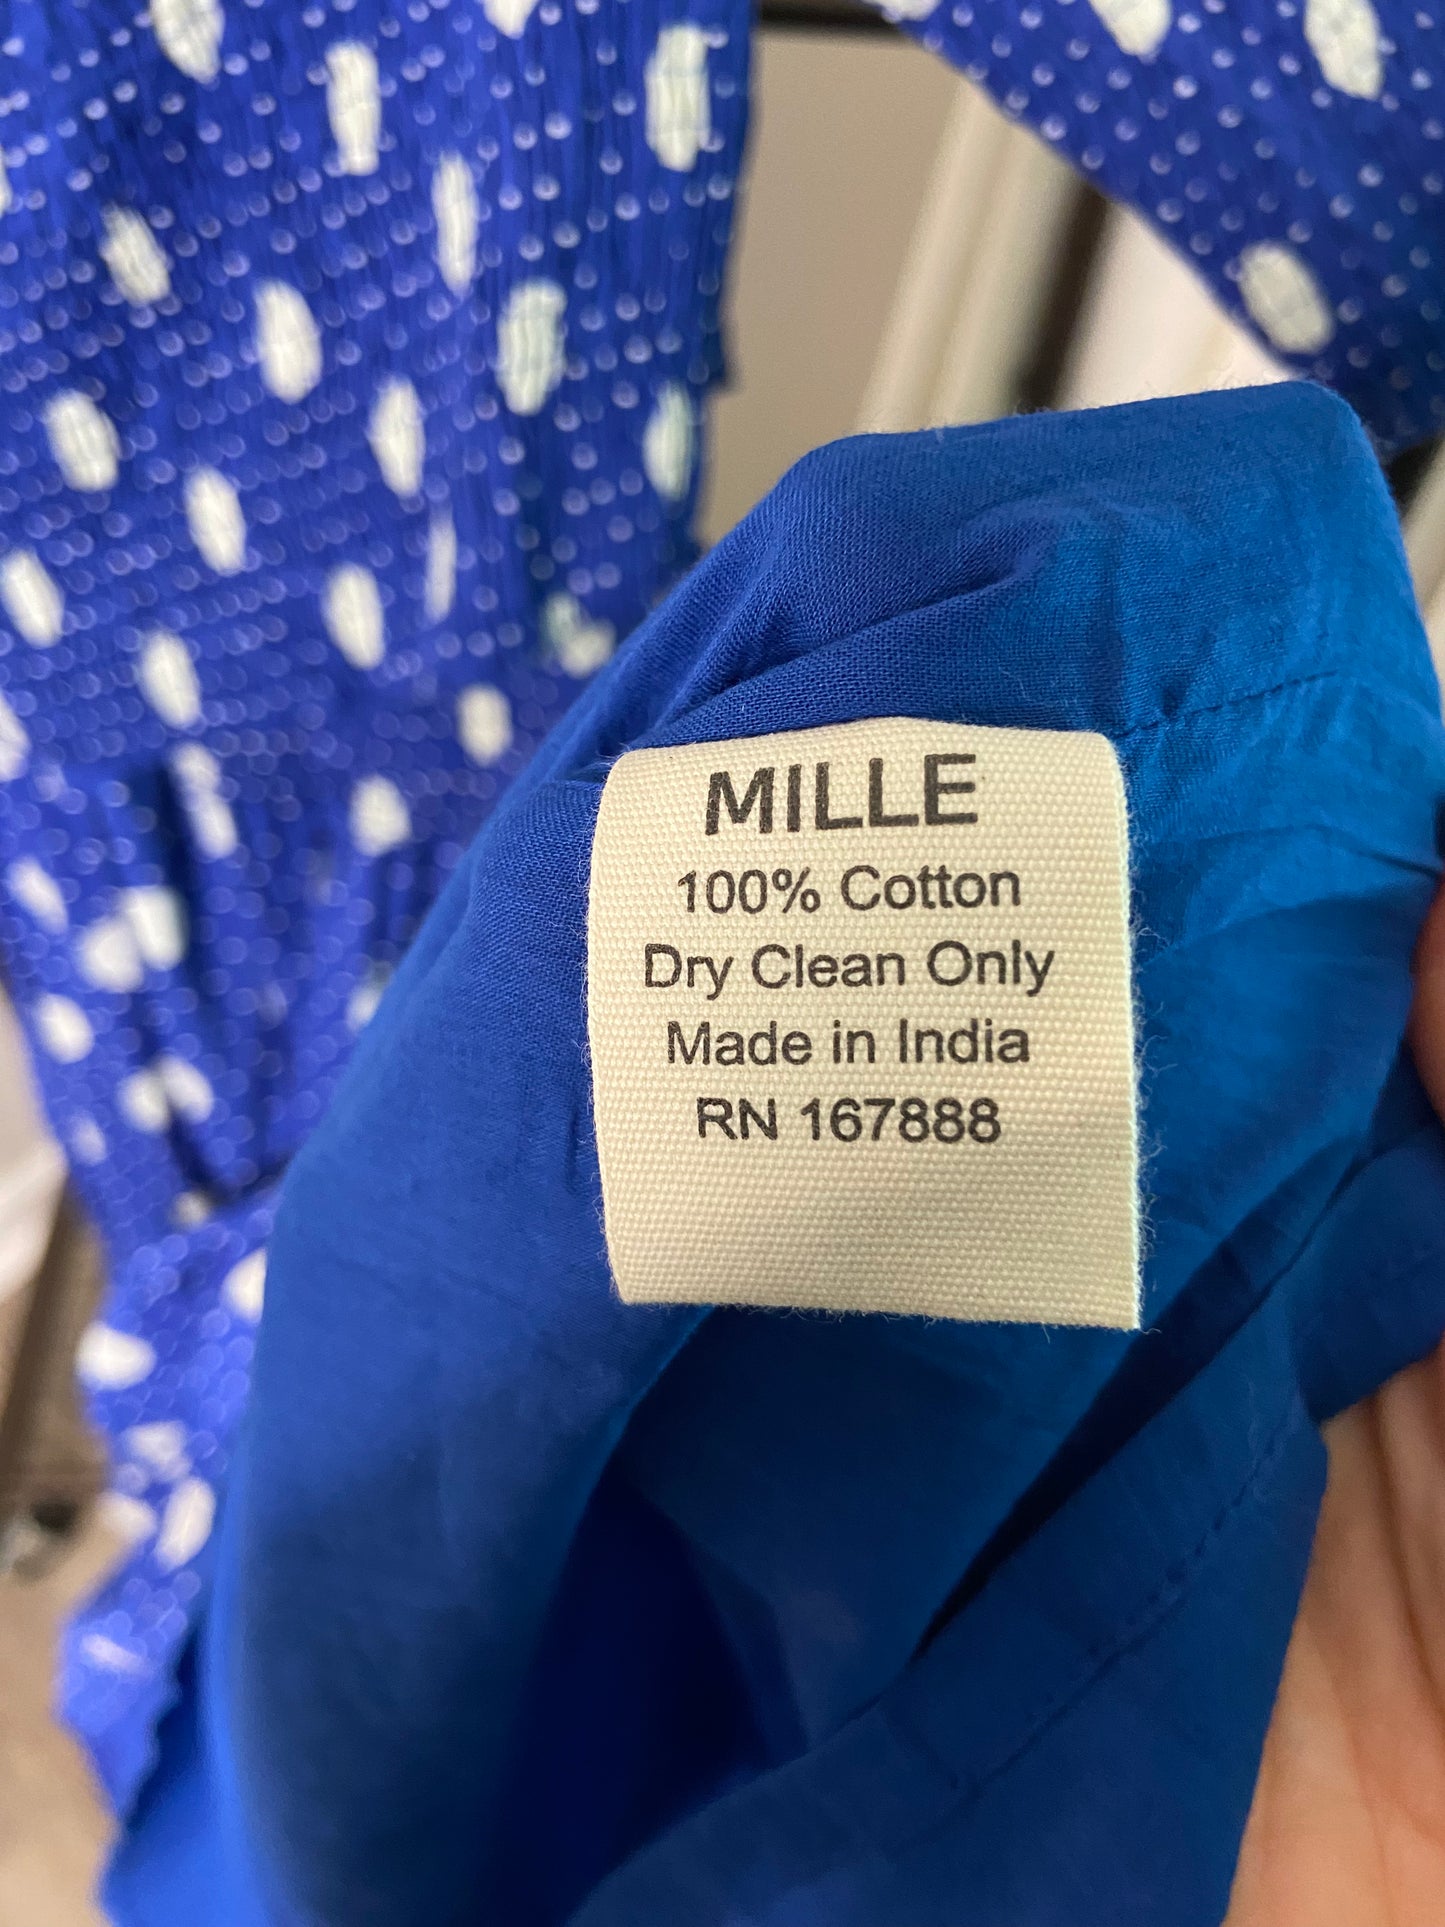 MILLE
100% Cotton
Dry Clean Only
Made in India
RN 167888